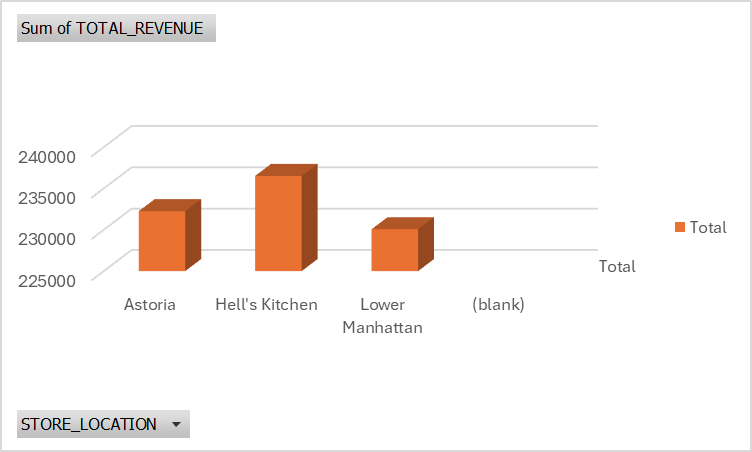 Sum of TOTAL_REVENUE
240000
235000
230000
225000
Total
Total
Astoria
Hell's Kitchen
Lower
Manhattan
(blank)
STORE_LOCATION